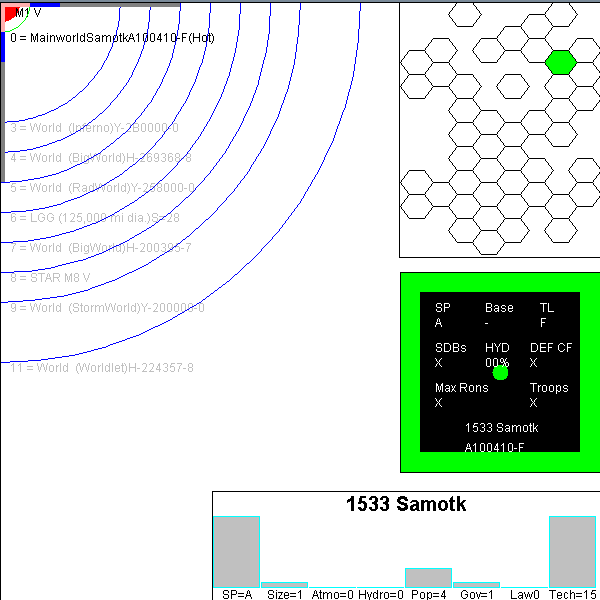 M1 V
0 = MainworldSamotkA100410-F(Hot)
3 = World  (Inferno)Y-2B0000-0
4 = World  (BigWorld)H-269368-8
5 = World  (RadWorld)Y-268000-0
6 = LGG (125,000 mi dia.)S=28
7 = World  (BigWorld)H-200395-7
8 = STAR M8 V
9 = World  (StormWorld)Y-200000-0
11 = World  (Worldlet)H-224357-8
SP Base TL
A - F
SDBs HYD DEF CF
X 00% X
Max Rons Troops
X X
1533 Samotk
A100410-F
1533 Samotk
SP=A Size=1 Atmo=0 Hydro=0 Pop=4 Gov=1 Law0 Tech=15